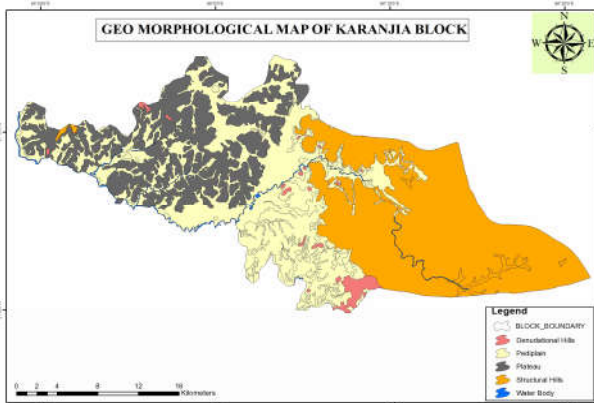 GEO MORPHOLOGICAL MAP OF KARANJIA BLOCK
N
W E
S
Legend
BLOCK_BOUNDARY
Denudational Hills
Pediplain
Plateau
Structural Hills
Water Body
0 2 4 8 12 16
Kilometers